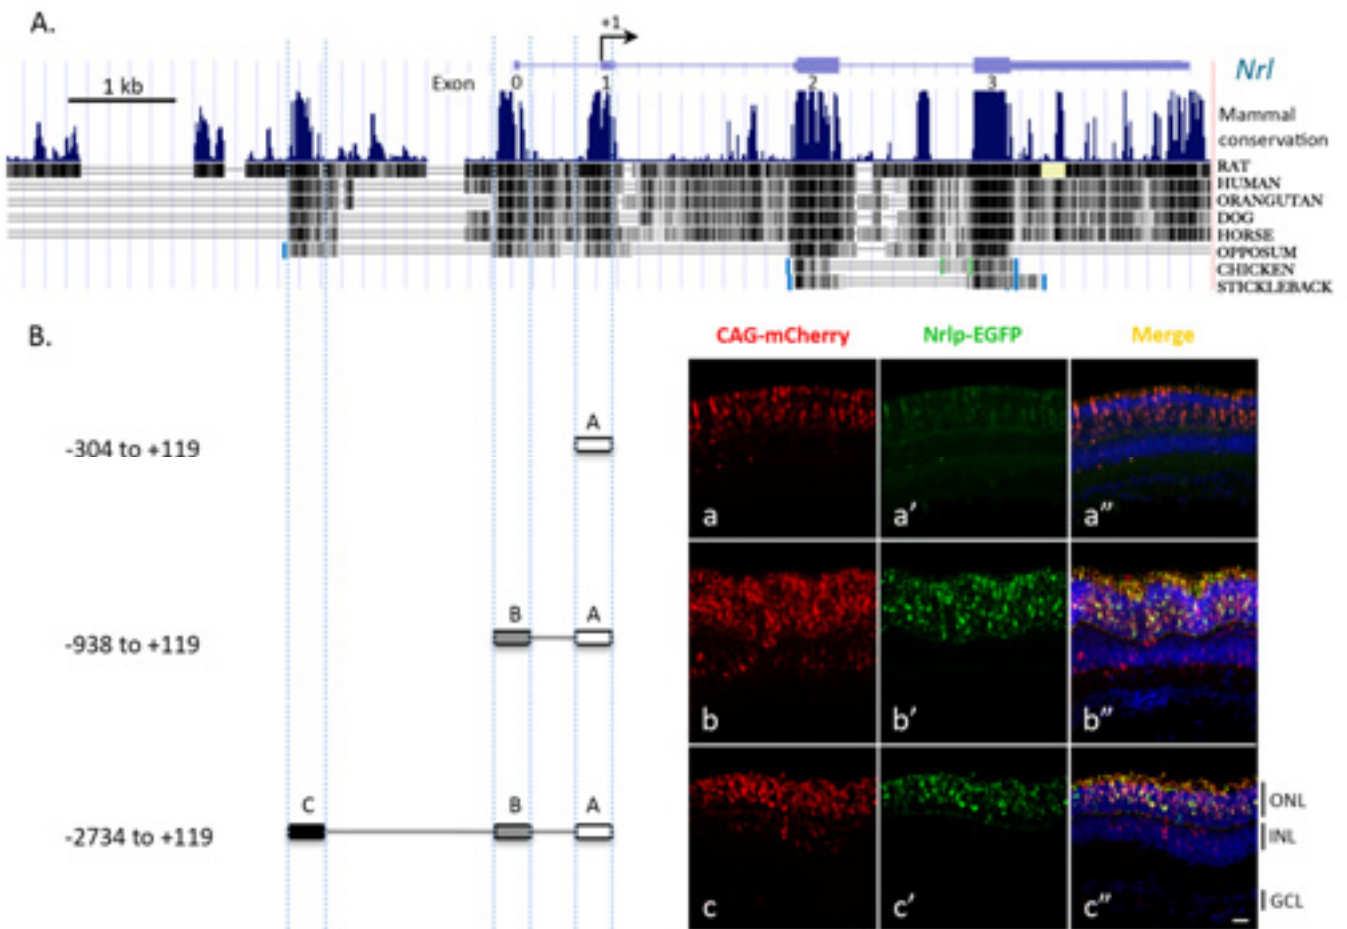 A.
+1
1 kb
Exon
0
1
2
3
Nrl
Mammal
conservation
RAT
HUMAN
ORANGUTAN
DOG
HORSE
OPPOSUM
CHICKEN
STICKLEBACK
B.
CAG-mCherry
Nrlp-EGFP
Merge
-304 to +119
A
a
a′
a″
-938 to +119
B
A
b
b′
b″
-2734 to +119
C
B
A
c
c′
c″
ONL
INL
GCL